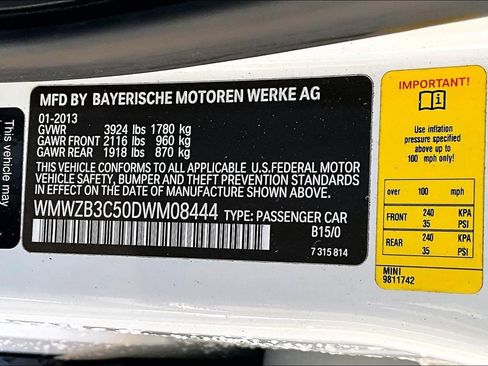 MFD BY BAYERISCHE MOTOREN WERKE AG
01-2013
GVWR 3924 lbs 1780 kg
GAWR FRONT 2116 lbs 960 kg
GAWR REAR 1918 lbs 870 kg
THIS VEHICLE CONFORMS TO ALL APPLICABLE U.S.FEDERAL MOTOR
VEHICLE SAFETY, BUMPER AND THEFT PREVENTION STANDARDS
IN EFFECT ON THE DATE OF MANUFACTURE SHOWN ABOVE.
WMWZB3C50DWM08444 TYPE: PASSENGER CAR
B15/0
7 315 814
This vehicle may
IMPORTANT!
Use inflation
pressure specified
above up to
100 mph only!
over 100 mph
FRONT 240 KPA
35 PSI
REAR 240 KPA
35 PSI
MINI
9811742